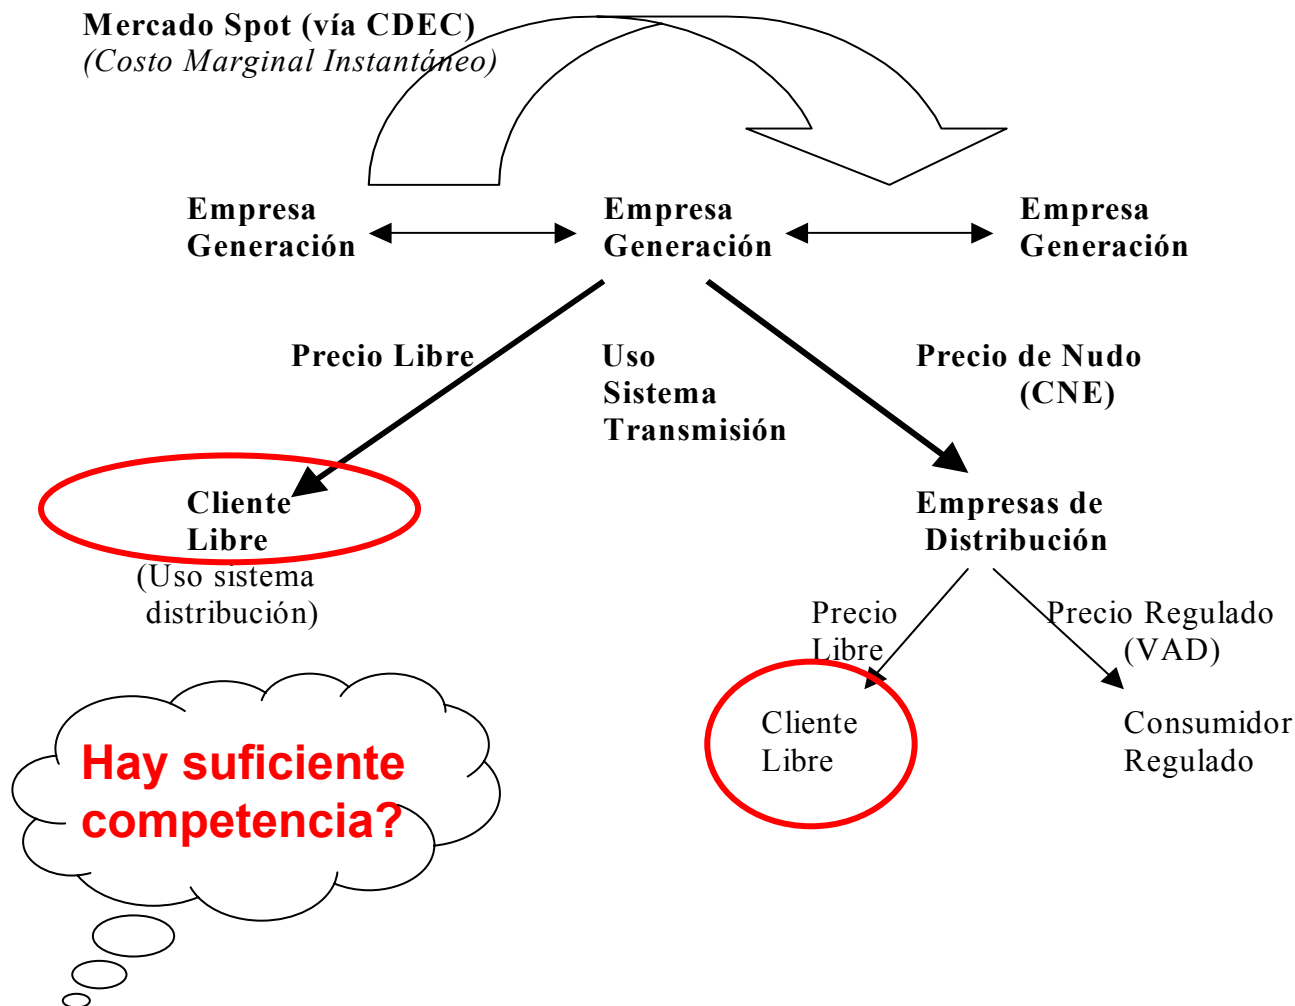 Mercado Spot (vía CDEC)
(Costo Marginal Instantáneo)
Empresa
Generación
Empresa
Generación
Empresa
Generación
Precio Libre
Uso
Sistema
Transmisión
Precio de Nudo
(CNE)
Cliente
Libre
(Uso sistema
distribución)
Empresas de
Distribución
Precio
Libre
Precio Regulado
(VAD)
Cliente
Libre
Consumidor
Regulado
Hay suficiente
competencia?